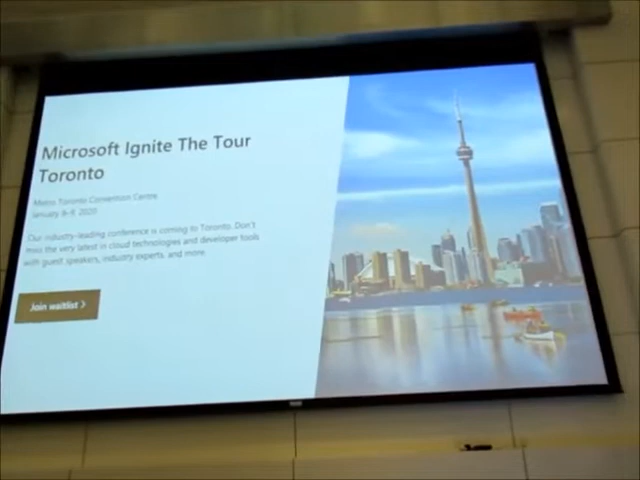 Microsoft Ignite The Tour
Toronto
Metro Toronto Convention Centre
January 8-9, 2020
Our industry-leading conference is coming to Toronto. Don't
miss the very latest in cloud technologies and developer tools
with guest speakers, industry experts, and more.
Join waitlist >